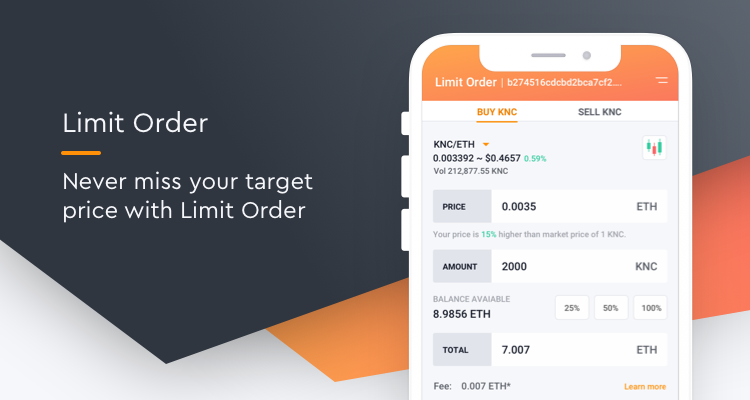 Limit Order
Never miss your target
price with Limit Order
Limit Order | b274516cdcbd2bca7cf2....
BUY KNC SELL KNC
KNC/ETH
0.003392 ~ $0.4657 0.59%
Vol 212,877.55 KNC
PRICE 0.0035 ETH
Your price is 15% higher than market price of 1 KNC.
AMOUNT 2000 KNC
BALANCE AVAIABLE
8.9856 ETH 25% 50% 100%
TOTAL 7.007 ETH
Fee: 0.007 ETH* Learn more